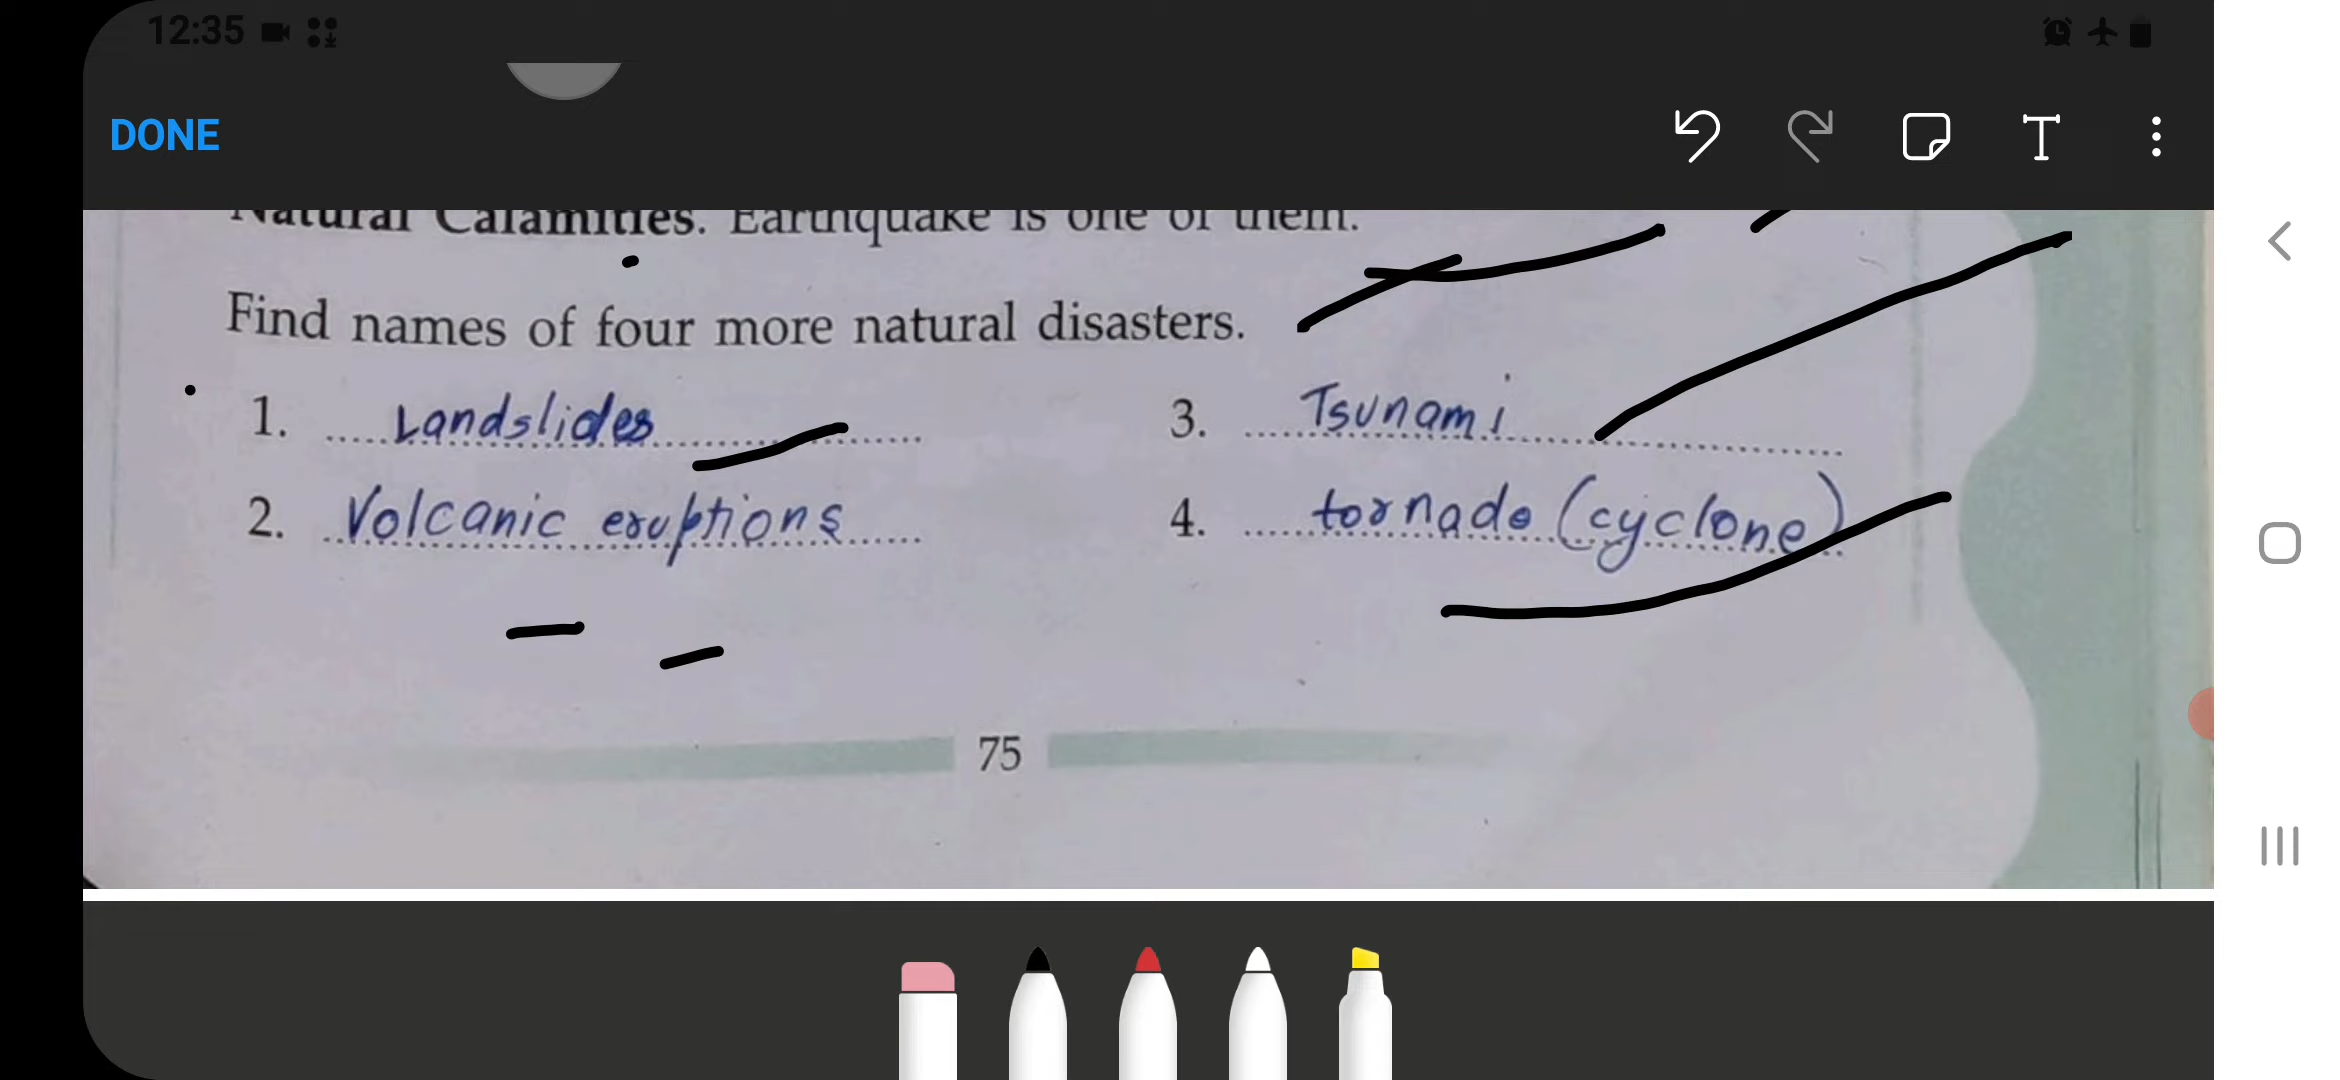 12:35
DONE
T
Natural Calamities. Earthquake is one of them.
Find names of four more natural disasters.
1. Landslides
3. Tsunami
2. Volcanic eruptions
4. tornado (cyclone)
75